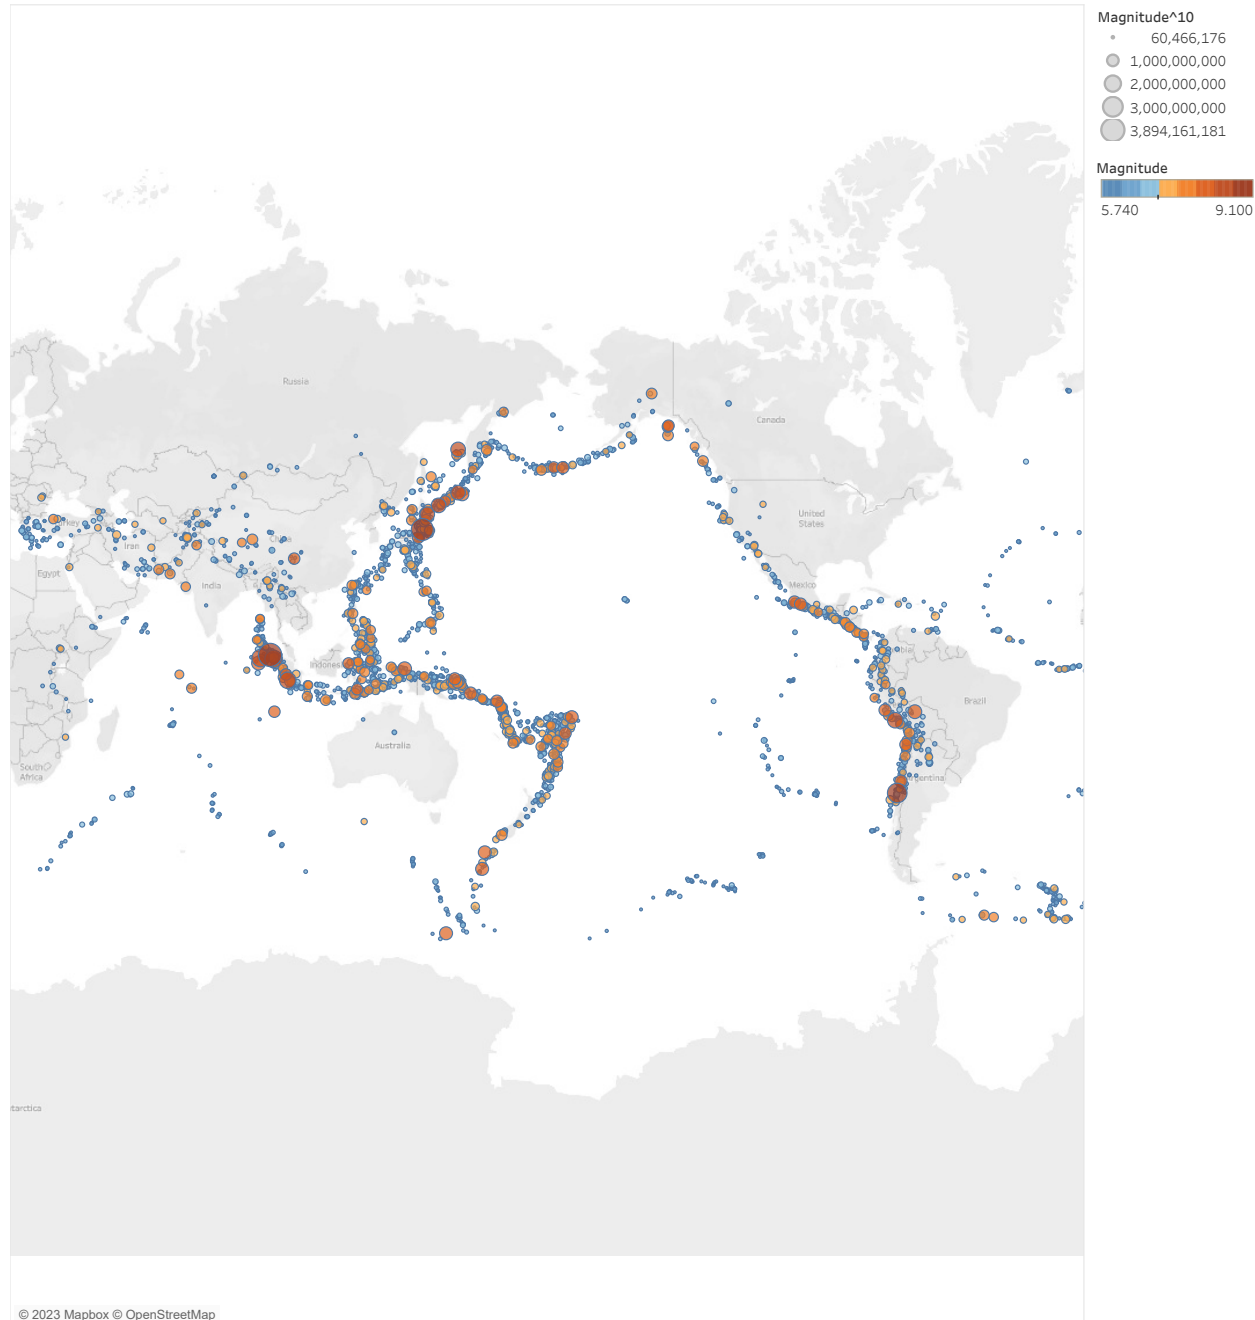 Magnitude^10
60,466,176
1,000,000,000
2,000,000,000
3,000,000,000
3,894,161,181
Magnitude
5.740 9.100
Russia
Canada
United
States
Iran
Egypt
India
Mexico
Brazil
Australia
South
Africa
tarctica
© 2023 Mapbox © OpenStreetMap